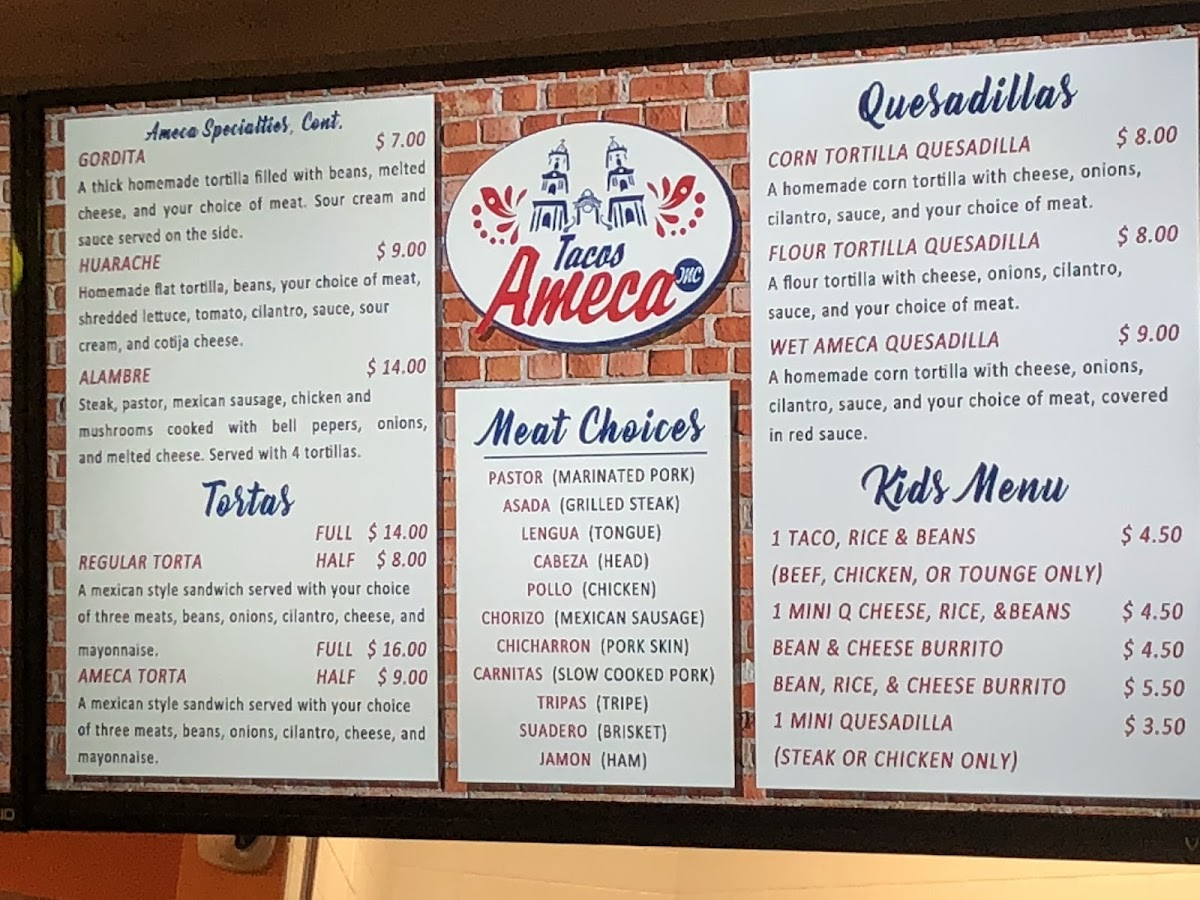 Ameca Specialties, Cont.
GORDITA $ 7.00
A thick homemade tortilla filled with beans, melted
cheese, and your choice of meat. Sour cream and
sauce served on the side.
HUARACHE $ 9.00
Homemade flat tortilla, beans, your choice of meat,
shredded lettuce, tomato, cilantro, sauce, sour
cream, and cotija cheese.
ALAMBRE $ 14.00
Steak, pastor, mexican sausage, chicken and
mushrooms cooked with bell pepers, onions,
and melted cheese. Served with 4 tortillas.
Tortas
FULL $ 14.00
REGULAR TORTA HALF $ 8.00
A mexican style sandwich served with your choice
of three meats, beans, onions, cilantro, cheese, and
mayonnaise. FULL $ 16.00
AMECA TORTA HALF $ 9.00
A mexican style sandwich served with your choice
of three meats, beans, onions, cilantro, cheese, and
mayonnaise.
Tacos
Ameca INC
Meat Choices
PASTOR (MARINATED PORK)
ASADA (GRILLED STEAK)
LENGUA (TONGUE)
CABEZA (HEAD)
POLLO (CHICKEN)
CHORIZO (MEXICAN SAUSAGE)
CHICHARRON (PORK SKIN)
CARNITAS (SLOW COOKED PORK)
TRIPAS (TRIPE)
SUADERO (BRISKET)
JAMON (HAM)
Quesadillas
CORN TORTILLA QUESADILLA $ 8.00
A homemade corn tortilla with cheese, onions,
cilantro, sauce, and your choice of meat.
FLOUR TORTILLA QUESADILLA $ 8.00
A flour tortilla with cheese, onions, cilantro,
sauce, and your choice of meat.
WET AMECA QUESADILLA $ 9.00
A homemade corn tortilla with cheese, onions,
cilantro, sauce, and your choice of meat, covered
in red sauce.
Kids Menu
1 TACO, RICE & BEANS $ 4.50
(BEEF, CHICKEN, OR TOUNGE ONLY)
1 MINI Q CHEESE, RICE, &BEANS $ 4.50
BEAN & CHEESE BURRITO $ 4.50
BEAN, RICE, & CHEESE BURRITO $ 5.50
1 MINI QUESADILLA $ 3.50
(STEAK OR CHICKEN ONLY)